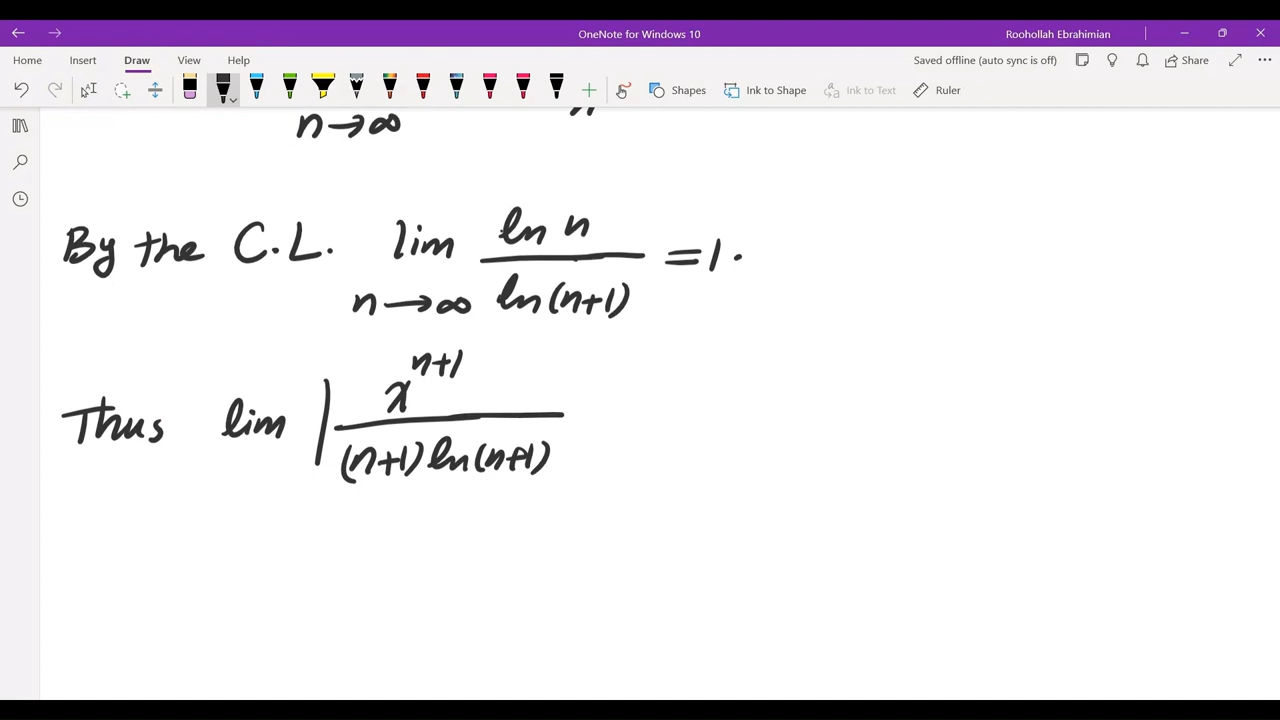 OneNote for Windows 10
Roohollah Ebrahimian
Home Insert Draw View Help
Saved offline (auto sync is off)
Share
Shapes
Ink to Shape
Ink to Text
Ruler
n→∞
By the C.L. lim ln n / ln(n+1) = 1.
n→∞
Thus lim | x^(n+1) / (n+1) ln(n+1)